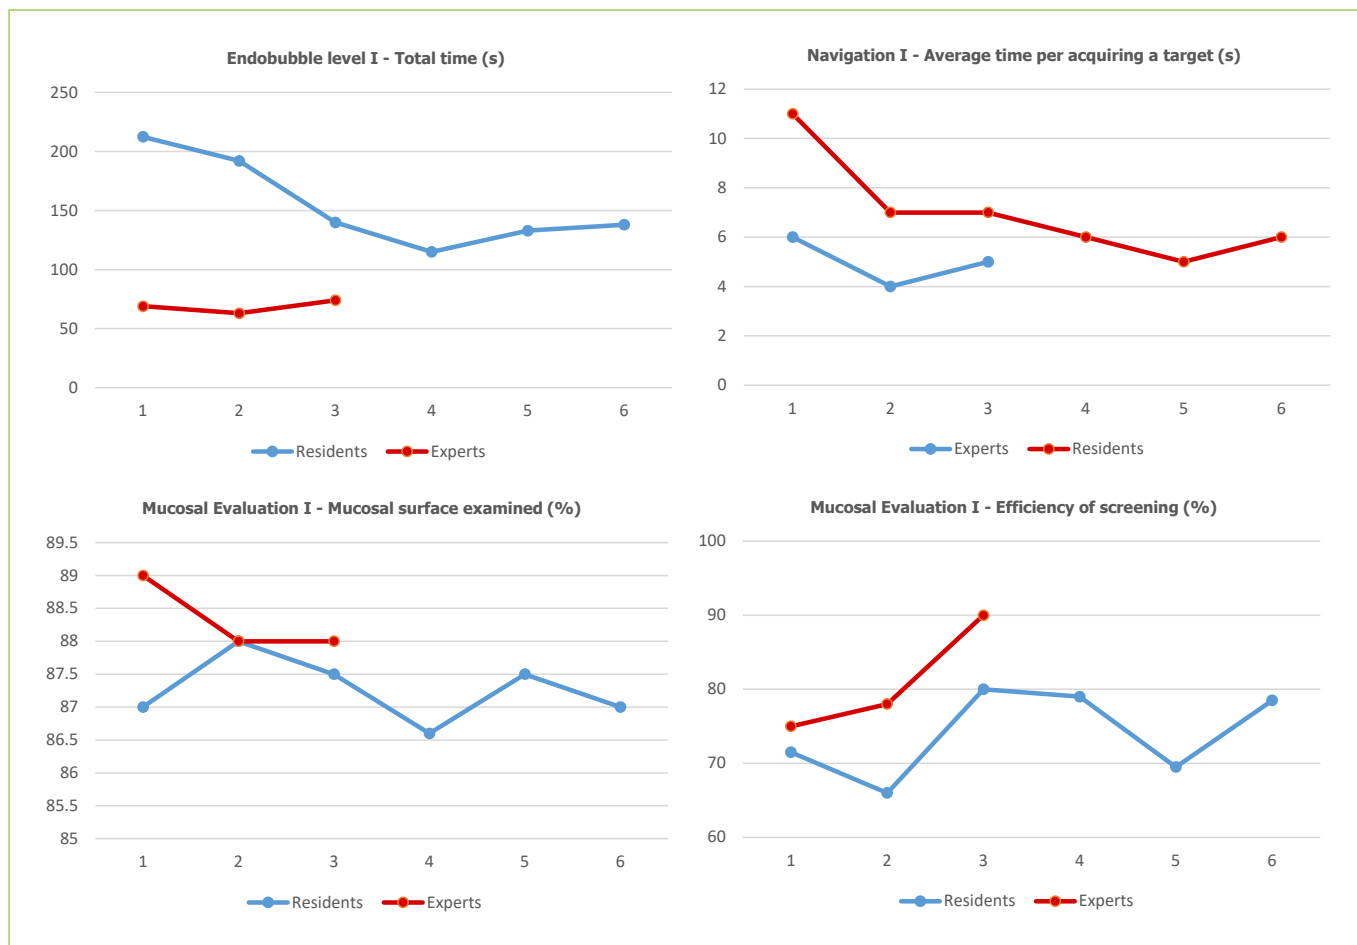 Endobubble level I - Total time (s)
250
200
150
100
50
0
1 2 3 4 5 6
Residents Experts
Navigation I - Average time per acquiring a target (s)
12
10
8
6
4
2
0
1 2 3 4 5 6
Experts Residents
Mucosal Evaluation I - Mucosal surface examined (%)
89.5
89
88.5
88
87.5
87
86.5
86
85.5
85
1 2 3 4 5 6
Residents Experts
Mucosal Evaluation I - Efficiency of screening (%)
100
90
80
70
60
1 2 3 4 5 6
Residents Experts